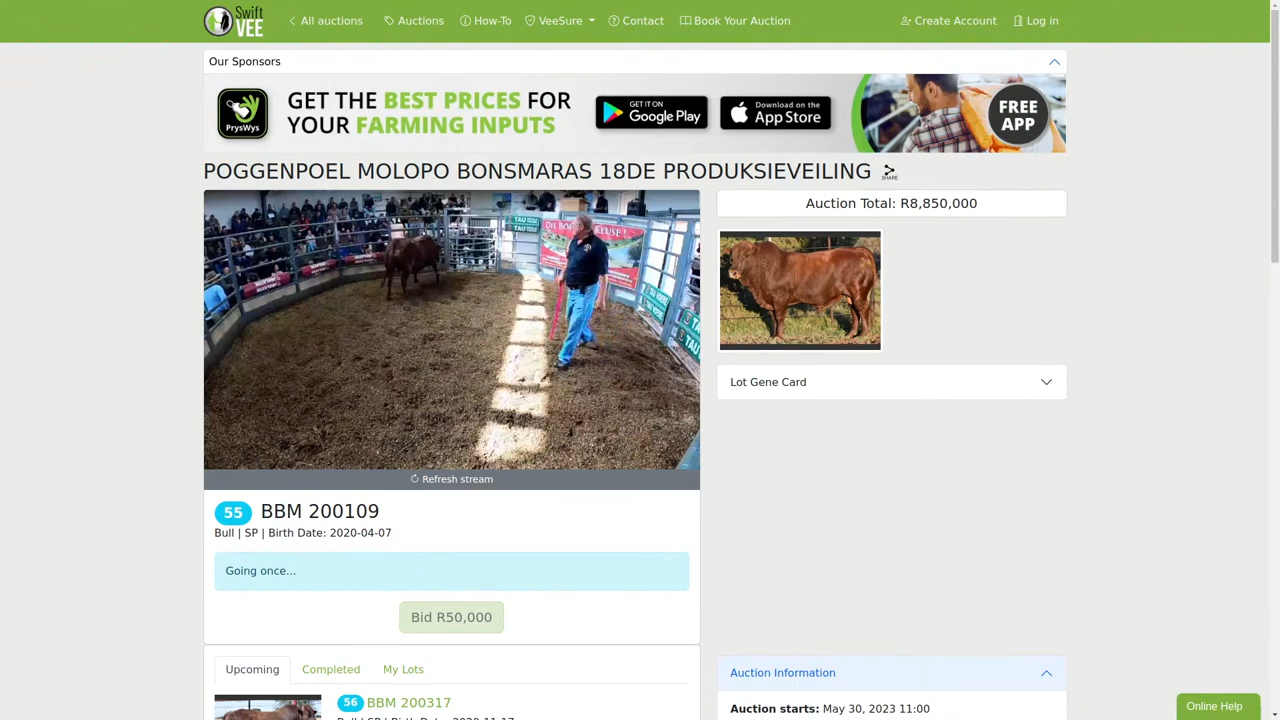 Swift VEE
All auctions
Auctions
How-To
VeeSure
Contact
Book Your Auction
Create Account
Log in
Our Sponsors
PrysWys
GET THE BEST PRICES FOR
YOUR FARMING INPUTS
GET IT ON
Google Play
Download on the
App Store
FREE
APP
POGGENPOEL MOLOPO BONSMARAS 18DE PRODUKSIEVEILING
SHARE
Auction Total: R8,850,000
TAU
Lot Gene Card
Refresh stream
55 BBM 200109
Bull | SP | Birth Date: 2020-04-07
Going once...
Bid R50,000
Upcoming
Completed
My Lots
56 BBM 200317
Auction Information
Auction starts: May 30, 2023 11:00
Online Help